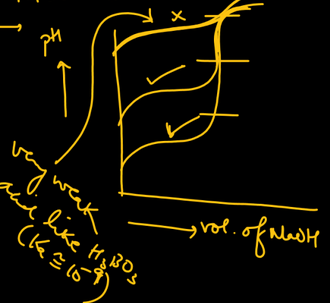 pH
very weak
acid like H₃BO₃
(Ka ≅ 10⁻⁹)
vol. of NaOH